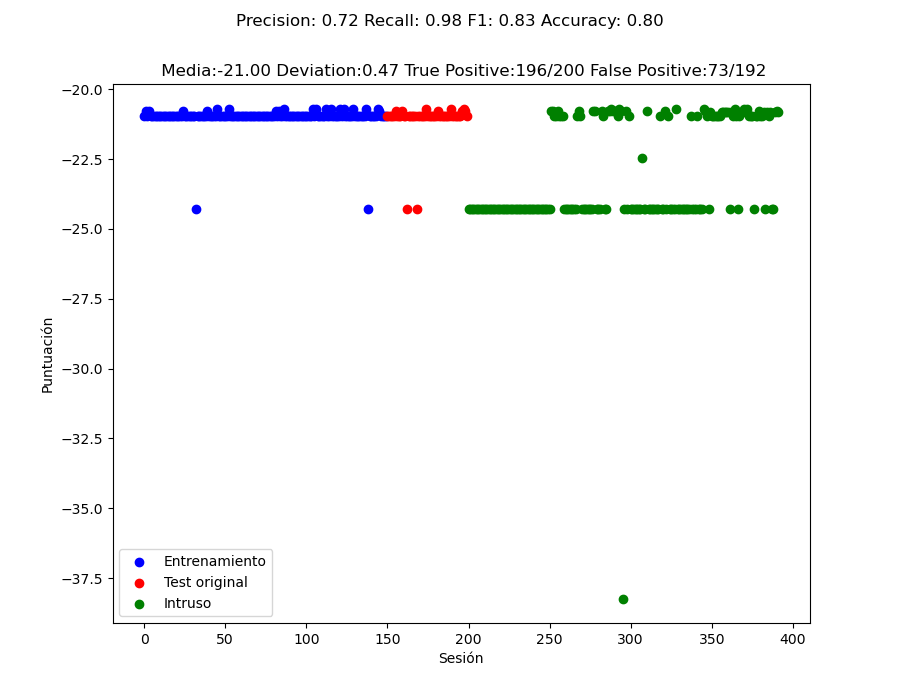 Precision: 0.72 Recall: 0.98 F1: 0.83 Accuracy: 0.80
Media:-21.00 Deviation:0.47 True Positive:196/200 False Positive:73/192
−20.0
−22.5
−25.0
−27.5
−30.0
−32.5
−35.0
−37.5
Puntuación
Entrenamiento
Test original
Intruso
0 50 100 150 200 250 300 350 400
Sesión